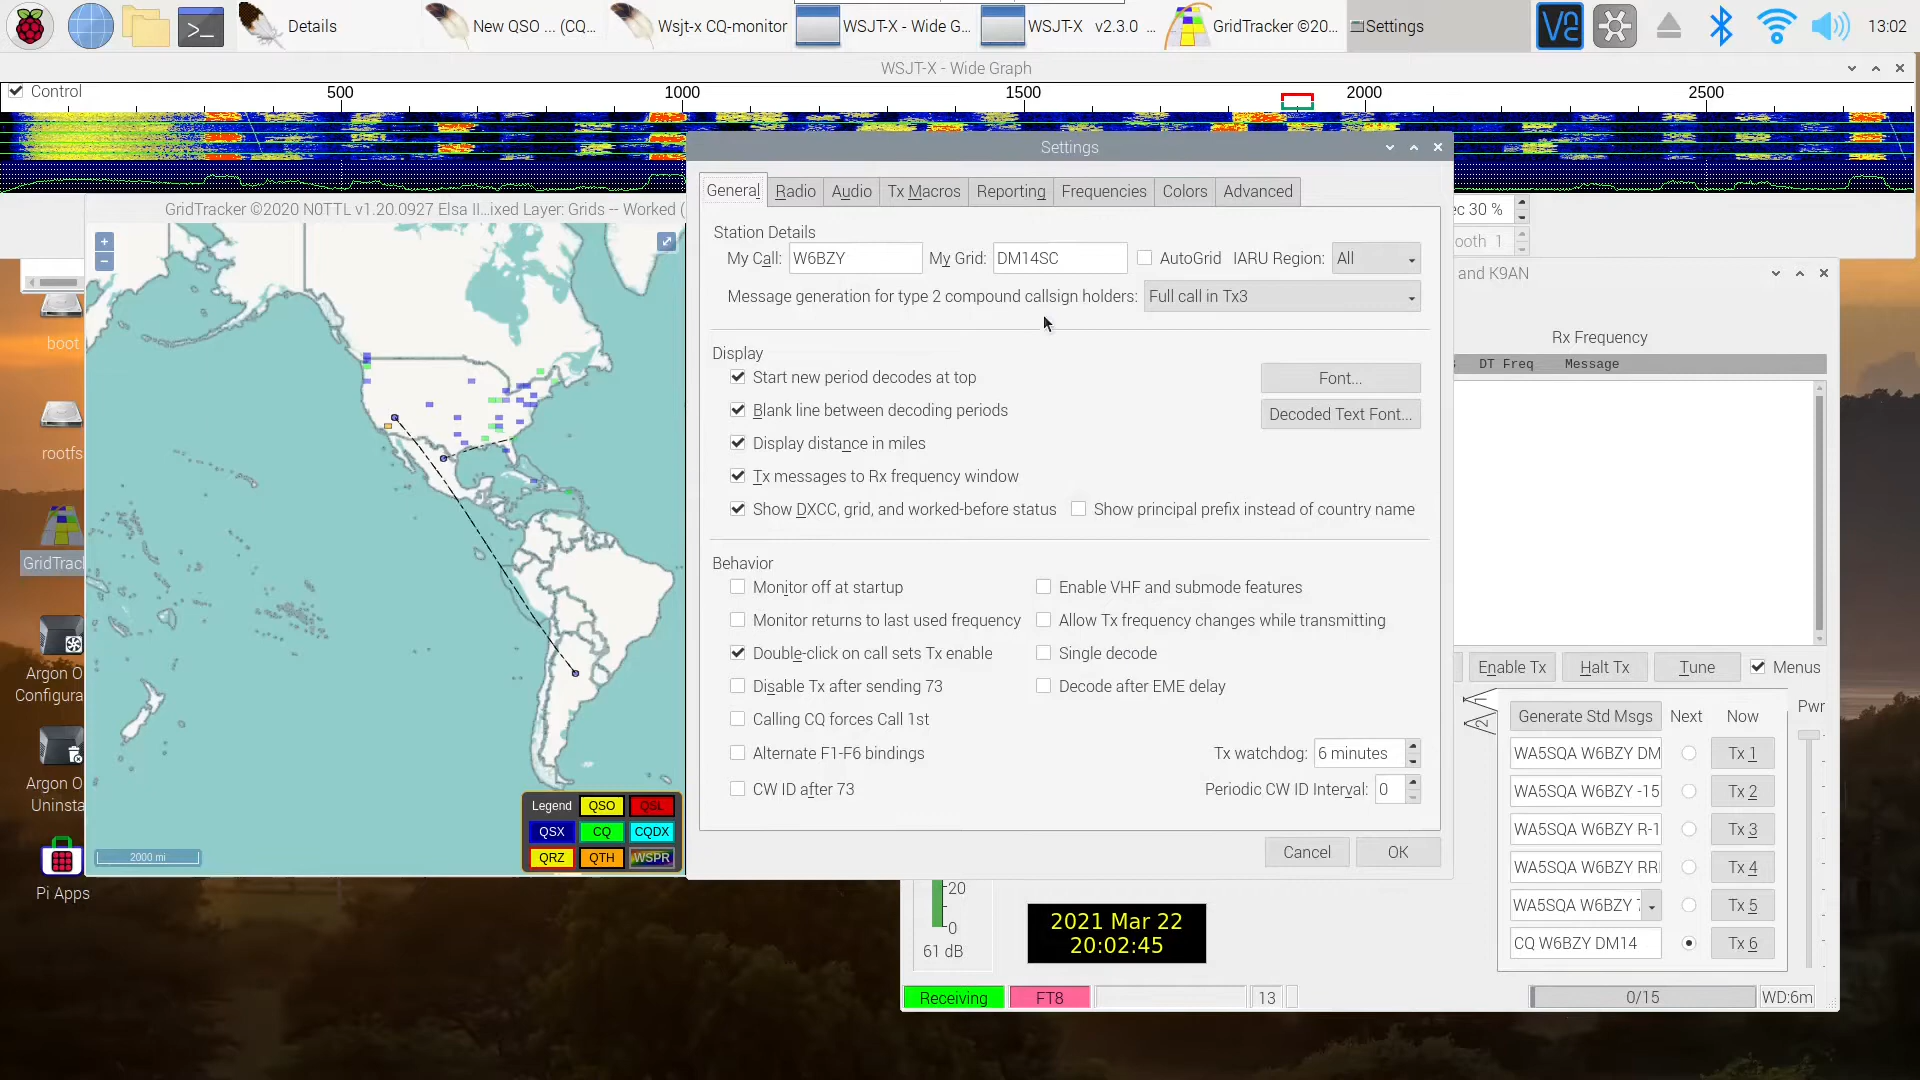 Details
New QSO ... (CQ...
Wsjt-x CQ-monitor
WSJT-X - Wide G...
WSJT-X v2.3.0 ...
GridTracker ©20...
Settings
13:02
WSJT-X - Wide Graph
Control
500
1000
1500
2000
2500
Settings
General
Radio
Audio
Tx Macros
Reporting
Frequencies
Colors
Advanced
GridTracker ©2020 N0TTL v1.20.0927 Elsa II...ixed Layer: Grids -- Worked (
ec 30 %
ooth 1
Station Details
My Call: W6BZY My Grid: DM14SC AutoGrid IARU Region: All
Message generation for type 2 compound callsign holders: Full call in Tx3
and K9AN
Display
Start new period decodes at top
Font...
Blank line between decoding periods
Decoded Text Font...
Display distance in miles
Tx messages to Rx frequency window
Show DXCC, grid, and worked-before status
Show principal prefix instead of country name
Behavior
Monitor off at startup
Enable VHF and submode features
Monitor returns to last used frequency
Allow Tx frequency changes while transmitting
Double-click on call sets Tx enable
Single decode
Disable Tx after sending 73
Decode after EME delay
Calling CQ forces Call 1st
Alternate F1-F6 bindings
Tx watchdog: 6 minutes
CW ID after 73
Periodic CW ID Interval: 0
Cancel
OK
Rx Frequency
DT Freq Message
Enable Tx
Halt Tx
Tune
Menus
Pwr
1
2
Generate Std Msgs
Next
Now
WA5SQA W6BZY DM
Tx 1
WA5SQA W6BZY -15
Tx 2
WA5SQA W6BZY R-1
Tx 3
WA5SQA W6BZY RR
Tx 4
WA5SQA W6BZY 7
Tx 5
CQ W6BZY DM14
Tx 6
boot
rootfs
GridTrac
Argon O
Configura
Argon O
Uninsta
Pi Apps
+
−
2000 mi
Legend
QSO
QSL
QSX
CQ
CQDX
QRZ
QTH
WSPR
20
0
61 dB
2021 Mar 22
20:02:45
Receiving
FT8
13
0/15
WD:6m